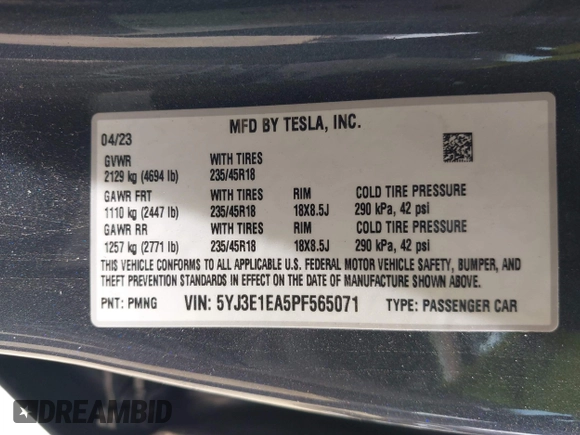 MFD BY TESLA, INC.
04/23
GVWR WITH TIRES
2129 kg (4694 lb) 235/45R18
GAWR FRT WITH TIRES RIM COLD TIRE PRESSURE
1110 kg (2447 lb) 235/45R18 18X8.5J 290 kPa, 42 psi
GAWR RR WITH TIRES RIM COLD TIRE PRESSURE
1257 kg (2771 lb) 235/45R18 18X8.5J 290 kPa, 42 psi
THIS VEHICLE CONFORMS TO ALL APPLICABLE U.S. FEDERAL MOTOR VEHICLE SAFETY, BUMPER, AND
THEFT PREVENTION STANDARDS IN EFFECT ON THE DATE OF MANUFACTURE SHOWN ABOVE.
PNT: PMNG VIN: 5YJ3E1EA5PF565071 TYPE: PASSENGER CAR
DREAMBID